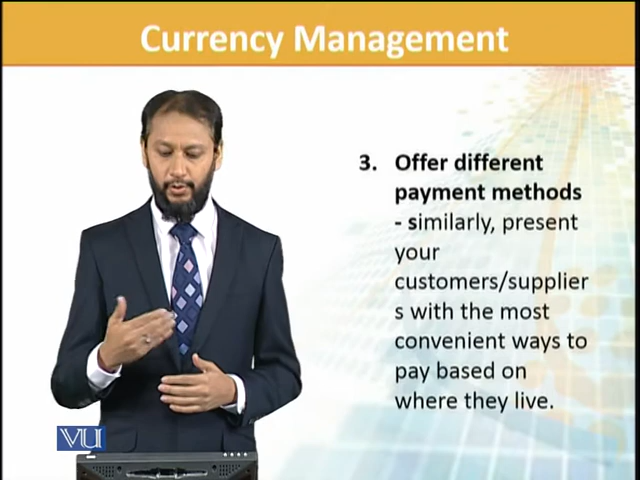 Currency Management
3. Offer different
payment methods
- similarly, present
your
customers/supplier
s with the most
convenient ways to
pay based on
where they live.
VU